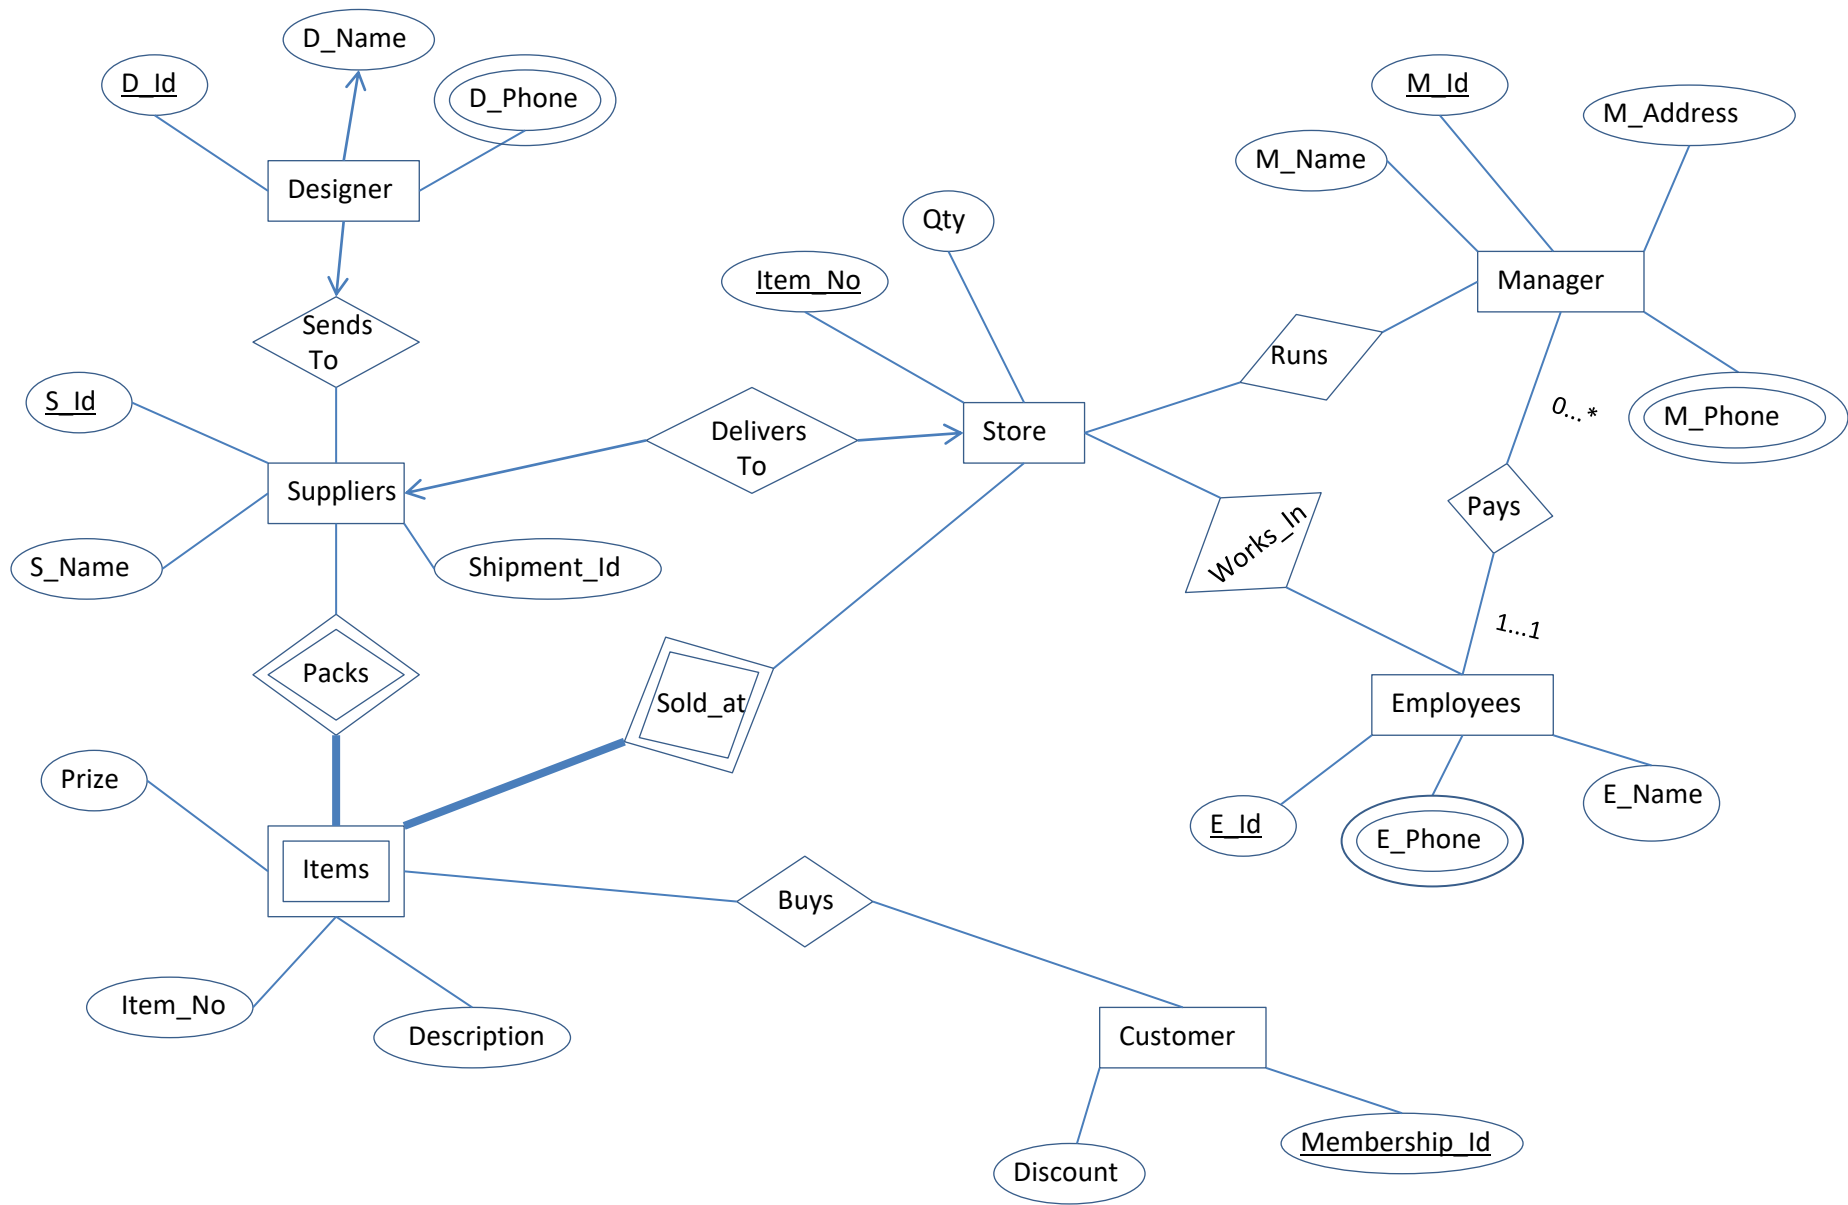 D_Name
D_Id
D_Phone
M_Id
M_Address
M_Name
Designer
Qty
Item_No
Manager
Sends
To
Runs
S_Id
0...*
M_Phone
Delivers
To
Store
Suppliers
Pays
Works_In
S_Name
Shipment_Id
1...1
Packs
Sold_at
Employees
Prize
E_Name
E_Id
E_Phone
Items
Buys
Item_No
Description
Customer
Membership_Id
Discount